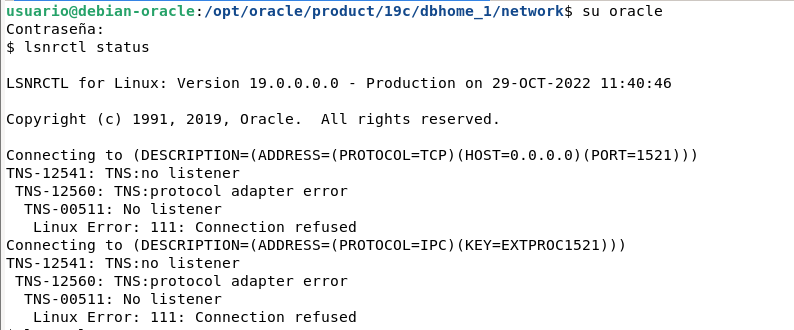 usuario@debian-oracle:/opt/oracle/product/19c/dbhome_1/network$ su oracle
Contraseña:
$ lsnrctl status

LSNRCTL for Linux: Version 19.0.0.0.0 - Production on 29-OCT-2022 11:40:46

Copyright (c) 1991, 2019, Oracle.  All rights reserved.

Connecting to (DESCRIPTION=(ADDRESS=(PROTOCOL=TCP)(HOST=0.0.0.0)(PORT=1521)))
TNS-12541: TNS:no listener
 TNS-12560: TNS:protocol adapter error
  TNS-00511: No listener
   Linux Error: 111: Connection refused
Connecting to (DESCRIPTION=(ADDRESS=(PROTOCOL=IPC)(KEY=EXTPROC1521)))
TNS-12541: TNS:no listener
 TNS-12560: TNS:protocol adapter error
  TNS-00511: No listener
   Linux Error: 111: Connection refused